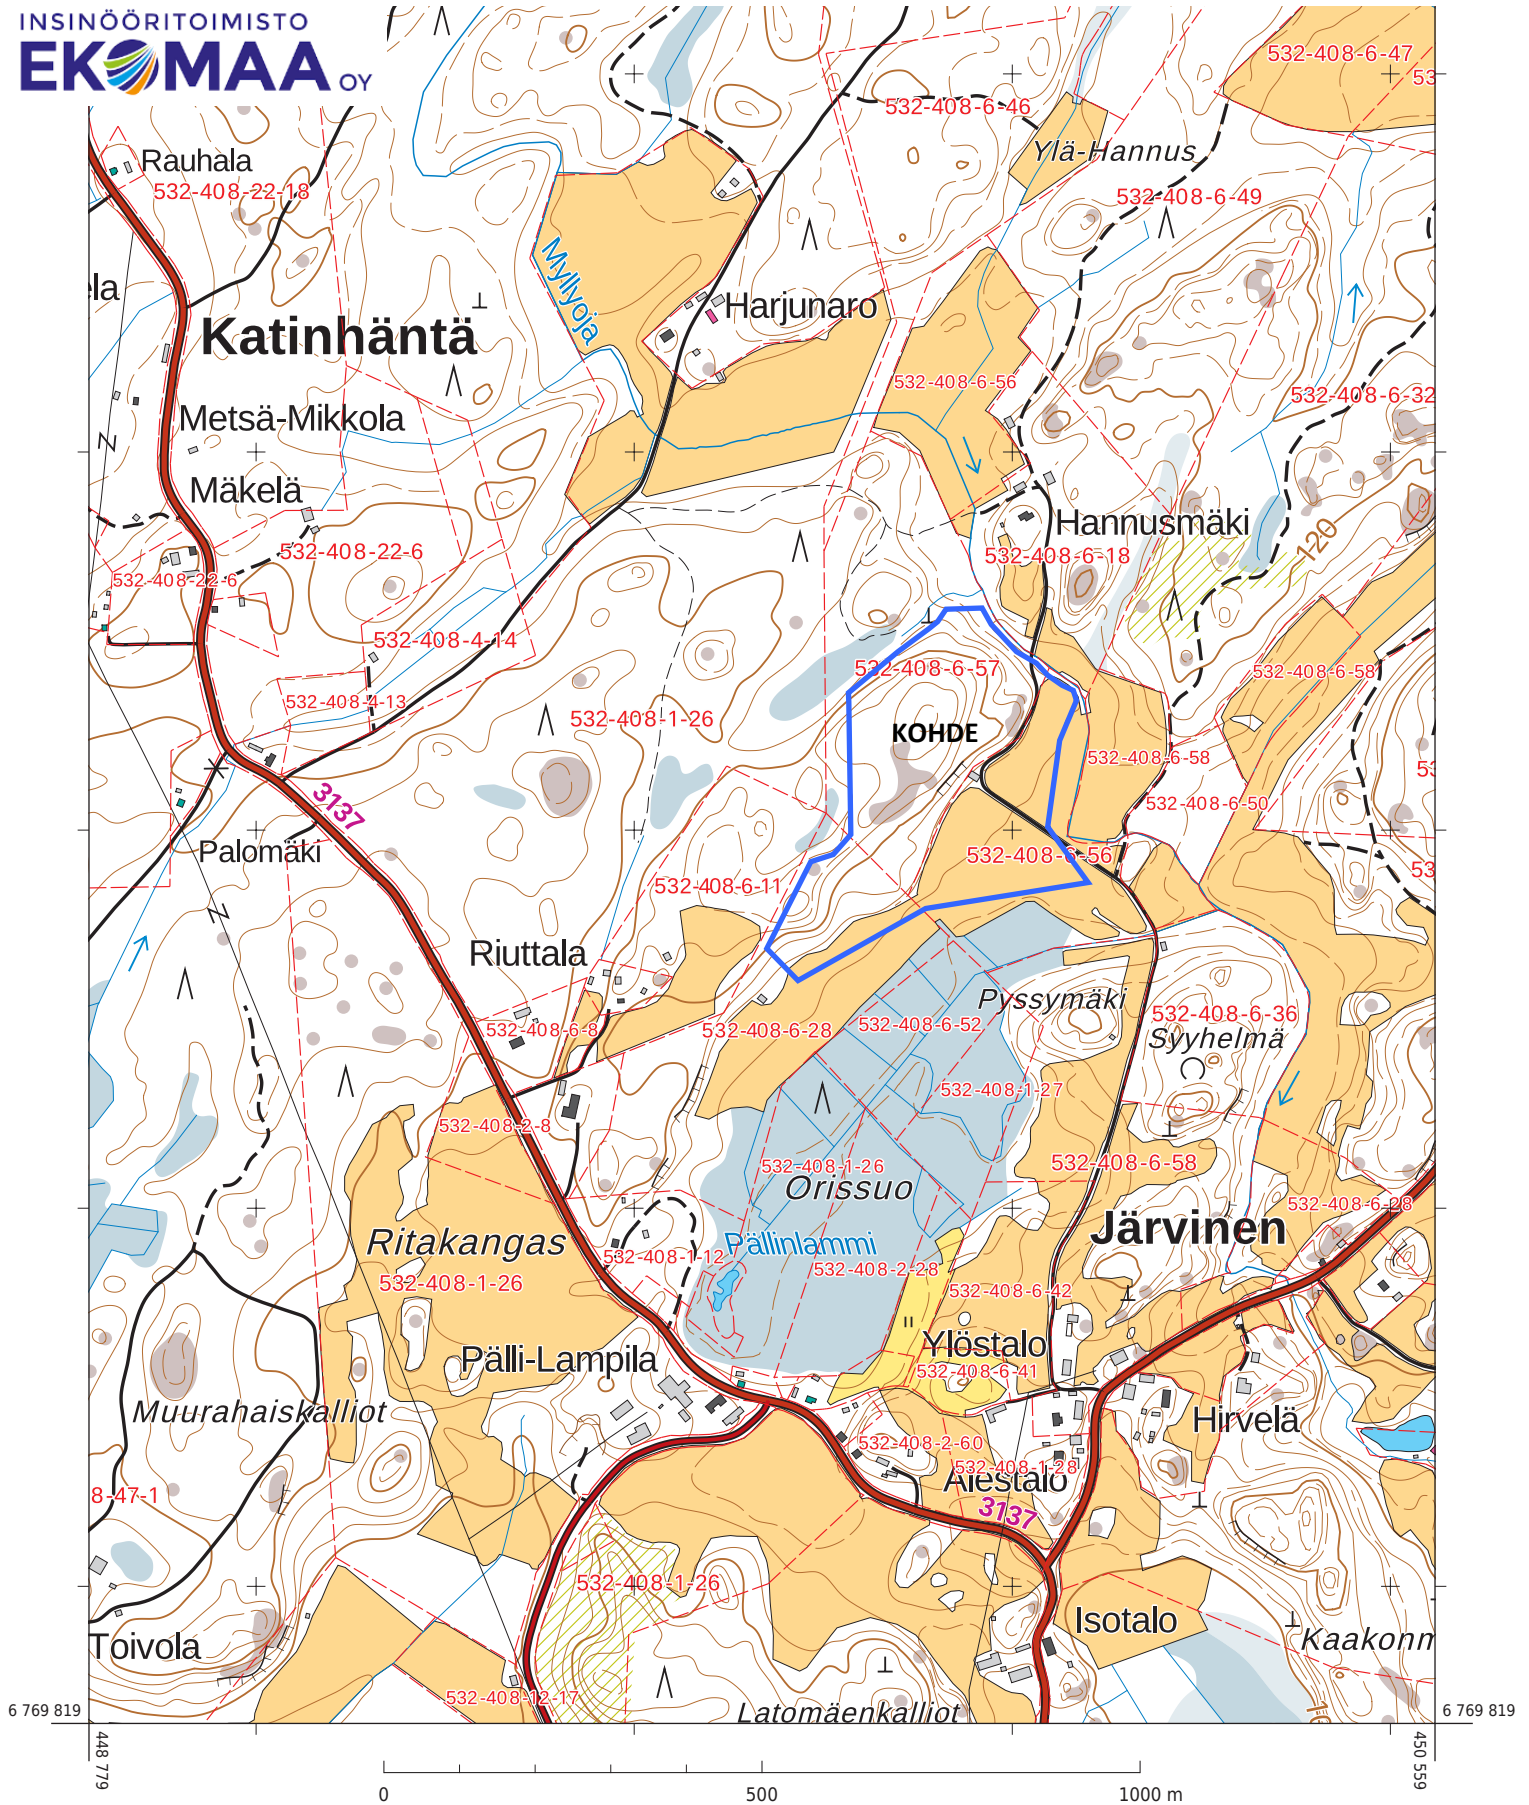 INSINÖÖRITOIMISTO
EKOMAA OY
532-408-6-47
53
532-408-6-46
Ylä-Hannus
Rauhala
532-408-22-18
532-408-6-49
Myllyoja
ela
Harjunaro
Katinhäntä
532-408-6-56
532-408-6-32
Metsä-Mikkola
Z
Mäkelä
Hannusmäki
120
532-408-22-6
532-408-6-18
532-408-22-6
532-408-4-14
532-408-6-57
532-408-6-58
532-408-4-13
532-408-1-26
KOHDE
532-408-6-58
53
3137
532-408-6-50
Palomäki
532-408-6-56
53
532-408-6-11
Z
Riuttala
Pyssymäki
532-408-6-36
532-408-6-8
532-408-6-28
532-408-6-52
Syyhelmä
532-408-1-27
532-408-2-8
532-408-1-26
532-408-6-58
Orissuo
532-408-6-28
Järvinen
Ritakangas
Pällinlammi
532-408-1-12
532-408-2-28
532-408-1-26
532-408-6-42
Ylöstalo
Pälli-Lampila
532-408-6-41
Muurahaiskalliot
Hirvelä
532-408-2-60
532-408-1-28
Alestalo
8-47-1
3137
532-408-1-26
Isotalo
Toivola
Kaakonm
532-408-12-17
Latomäenkalliot
6 769 819
6 769 819
448 779
450 559
0
500
1000 m